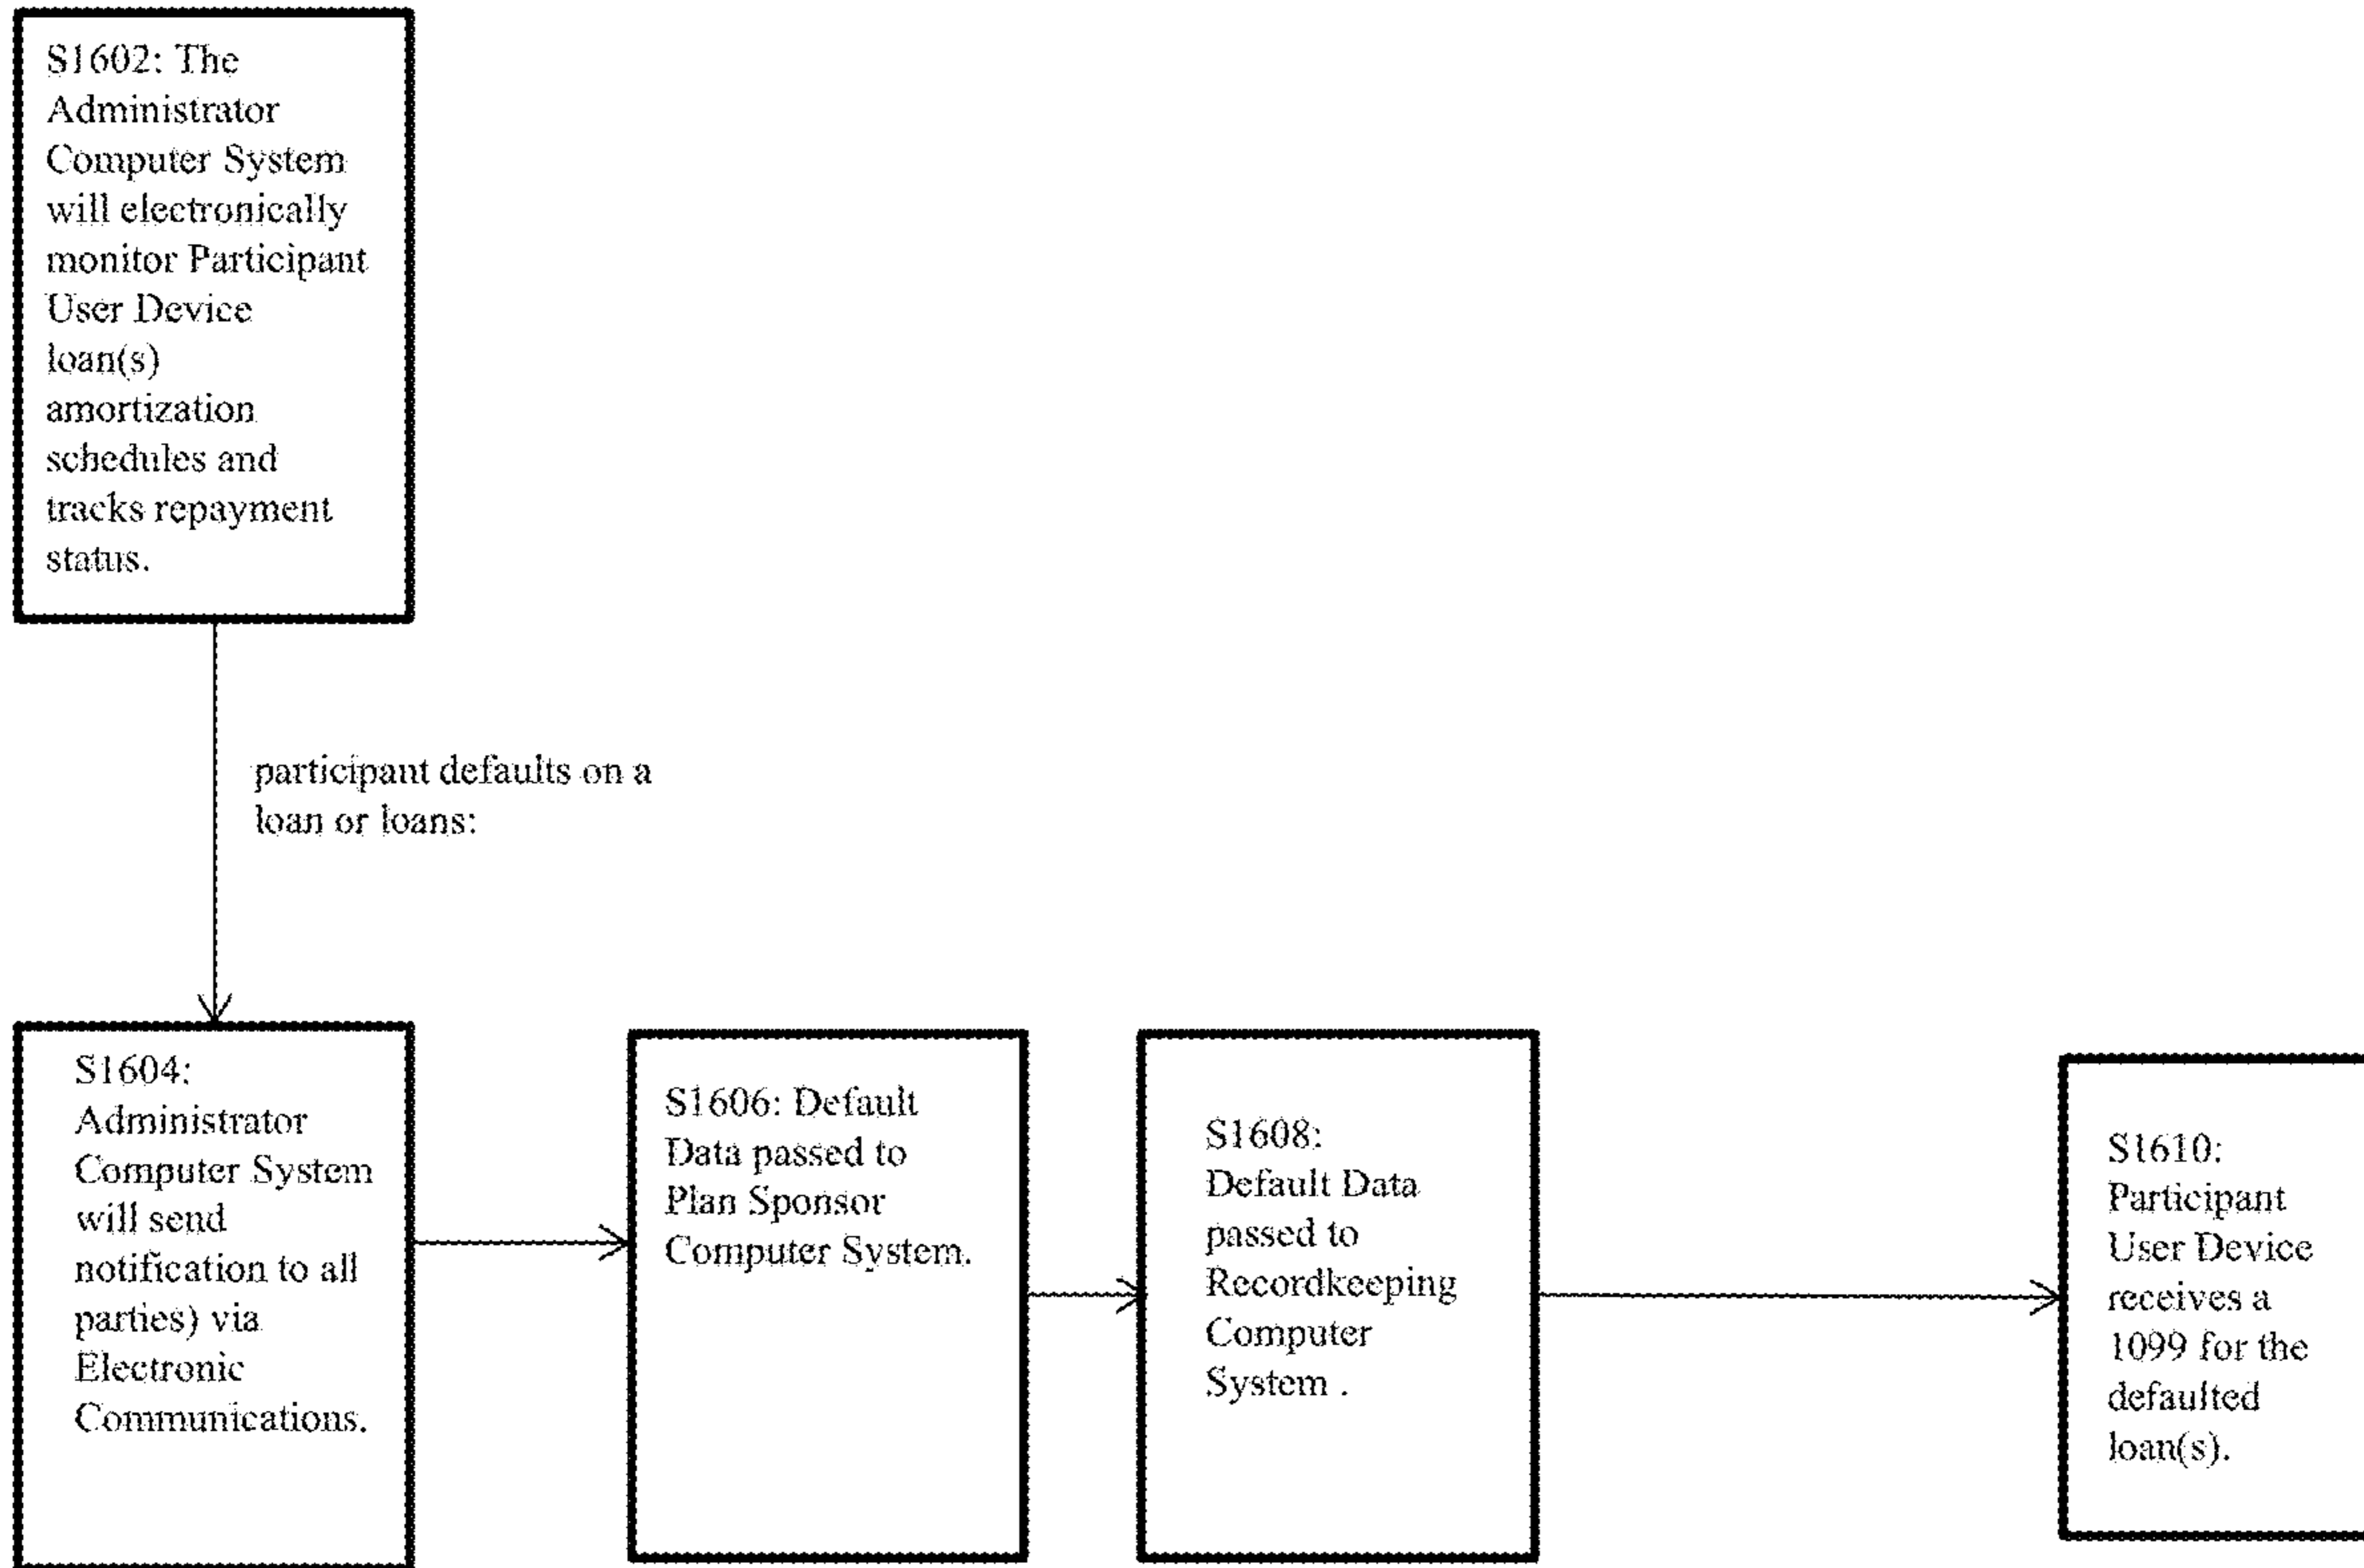 S1602: The
Administrator
Computer System
will electronically
monitor Participant
User Device
loan(s)
amortization
schedules and
tracks repayment
status.
participant defaults on a
loan or loans:
S1604:
Administrator
Computer System
will send
notification to all
parties) via
Electronic
Communications.
S1606: Default
Data passed to
Plan Sponsor
Computer System.
S1608:
Default Data
passed to
Recordkeeping
Computer
System .
S1610:
Participant
User Device
receives a
1099 for the
defaulted
loan(s).